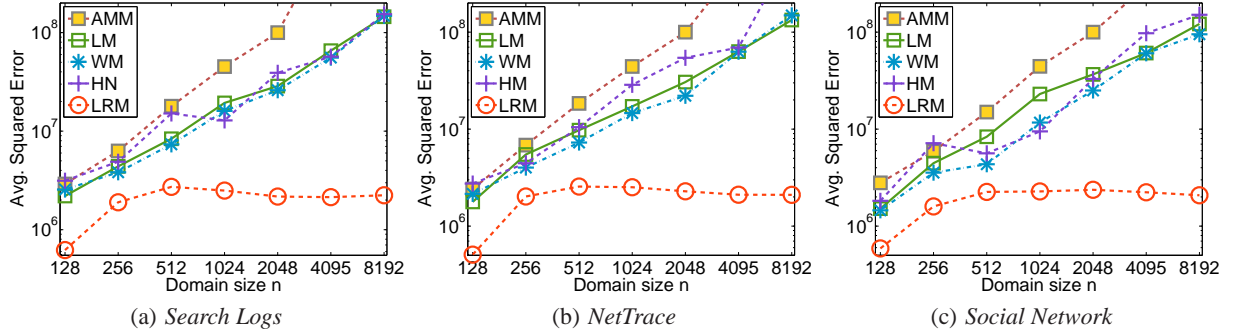 Avg. Squared Error
10^8
10^7
10^6
AMM
LM
WM
HN
LRM
128 256 512 1024 2048 4095 8192
Domain size n
(a) Search Logs
Avg. Squared Error
10^8
10^7
10^6
AMM
LM
WM
HM
LRM
128 256 512 1024 2048 4095 8192
Domain size n
(b) NetTrace
Avg. Squared Error
10^8
10^7
10^6
AMM
LM
WM
HM
LRM
128 256 512 1024 2048 4095 8192
Domain size n
(c) Social Network